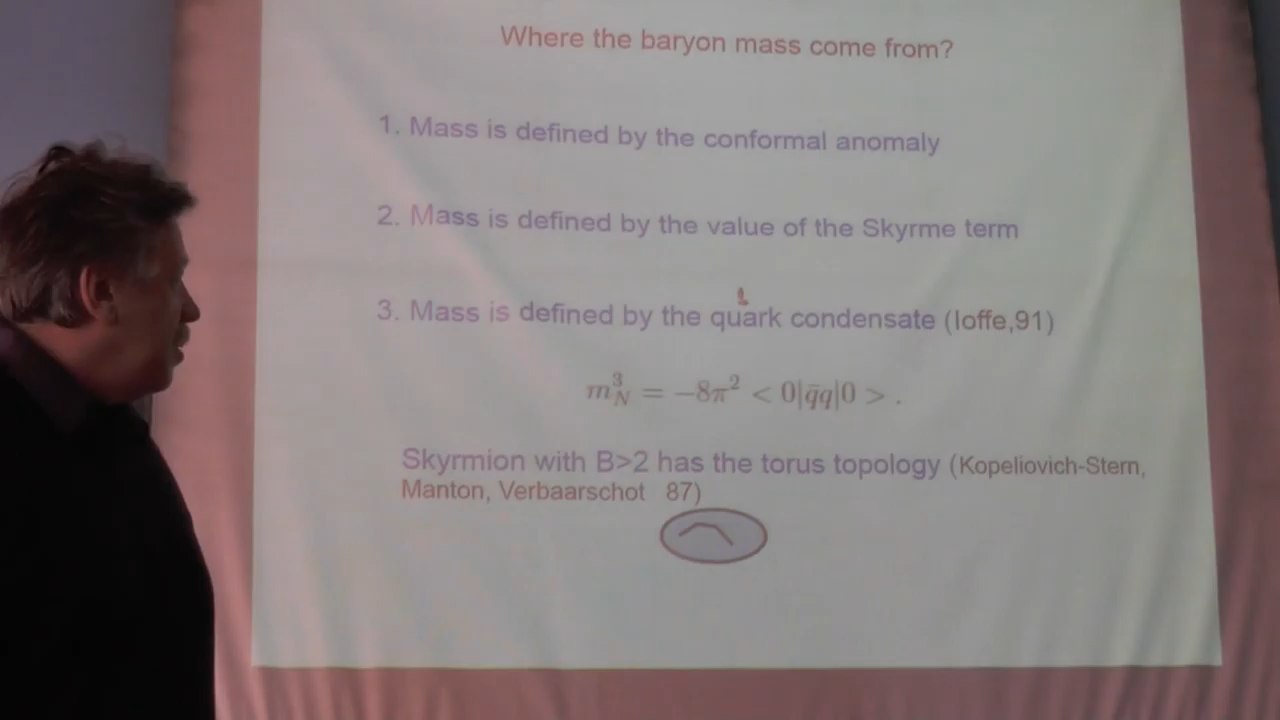 Where the baryon mass come from?
1. Mass is defined by the conformal anomaly
2. Mass is defined by the value of the Skyrme term
3. Mass is defined by the quark condensate (Ioffe,91)
m_N^3 = −8π^2 < 0|q̄q|0 > .
Skyrmion with B>2 has the torus topology (Kopeliovich-Stern,
Manton, Verbaarschot 87)